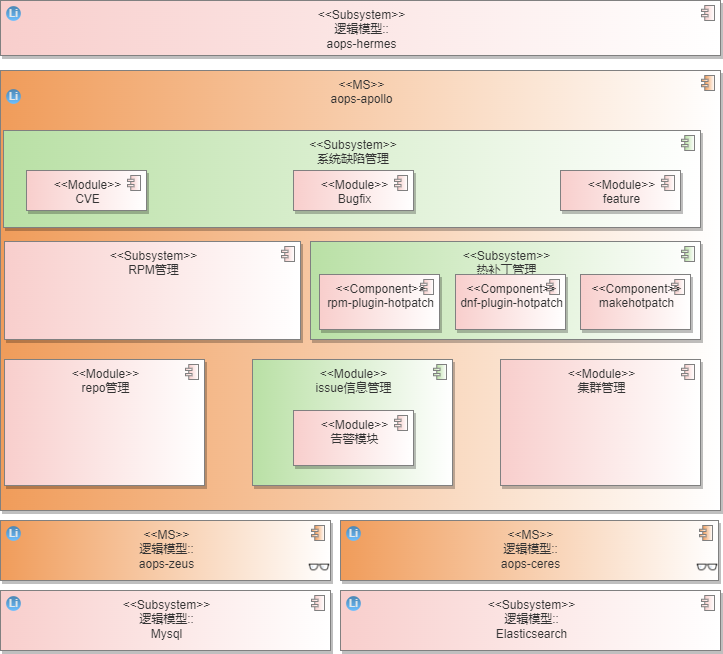 Li
<<Subsystem>>
逻辑模型::
aops-hermes
<<MS>>
aops-apollo
Li
<<Subsystem>>
系统缺陷管理
<<Module>>
CVE
<<Module>>
Bugfix
<<Module>>
feature
<<Subsystem>>
RPM管理
<<Subsystem>>
热补丁管理
<<Component>>
rpm-plugin-hotpatch
<<Component>>
dnf-plugin-hotpatch
<<Component>>
makehotpatch
<<Module>>
repo管理
<<Module>>
issue信息管理
<<Module>>
告警模块
<<Module>>
集群管理
Li
<<MS>>
逻辑模型::
aops-zeus
Li
<<MS>>
逻辑模型::
aops-ceres
Li
<<Subsystem>>
逻辑模型::
Mysql
Li
<<Subsystem>>
逻辑模型::
Elasticsearch